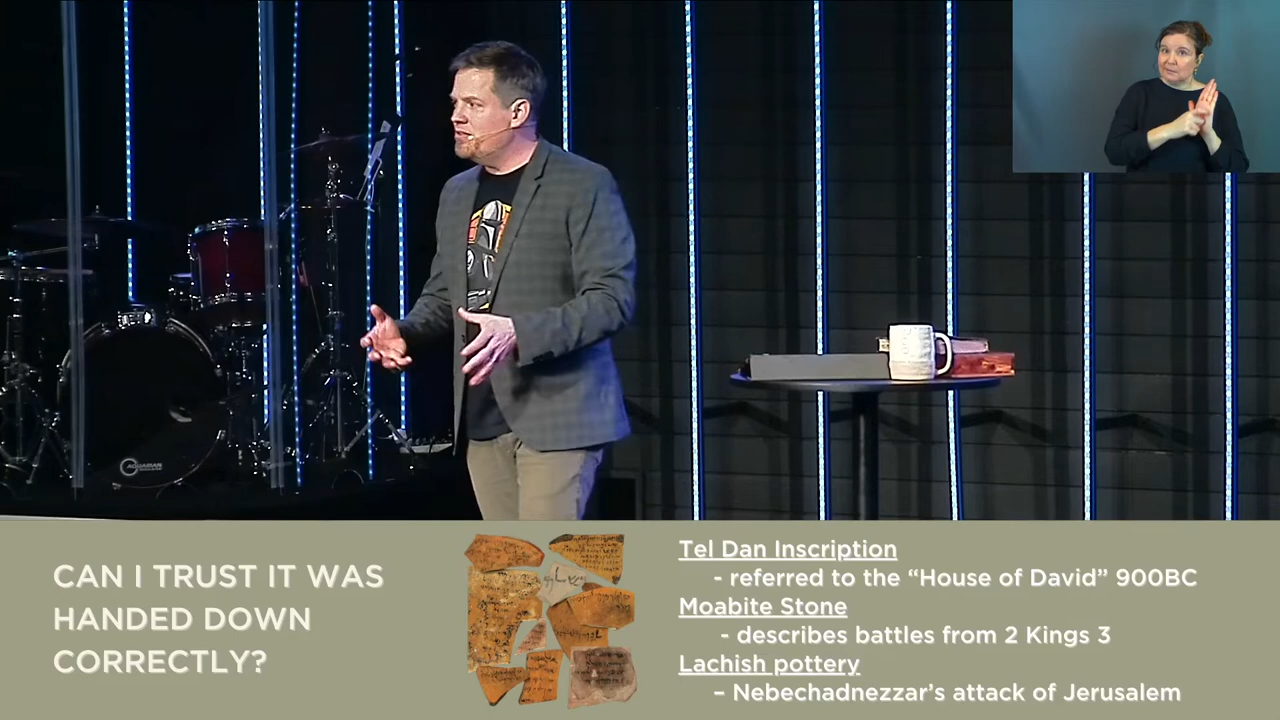 AQUARIAN
CAN I TRUST IT WAS
HANDED DOWN
CORRECTLY?
Tel Dan Inscription
- referred to the “House of David” 900BC
Moabite Stone
- describes battles from 2 Kings 3
Lachish pottery
– Nebechadnezzar’s attack of Jerusalem